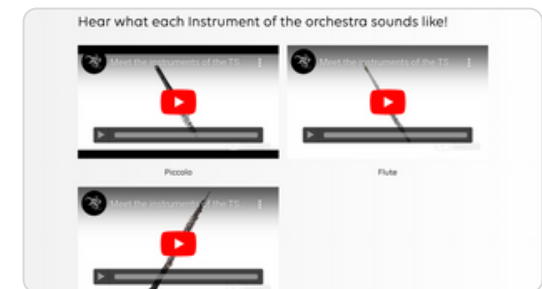 Hear what each Instrument of the orchestra sounds like!
Meet the instruments of the TS
Meet the instruments of the TS
Piccolo
Flute
Meet the instruments of the TS